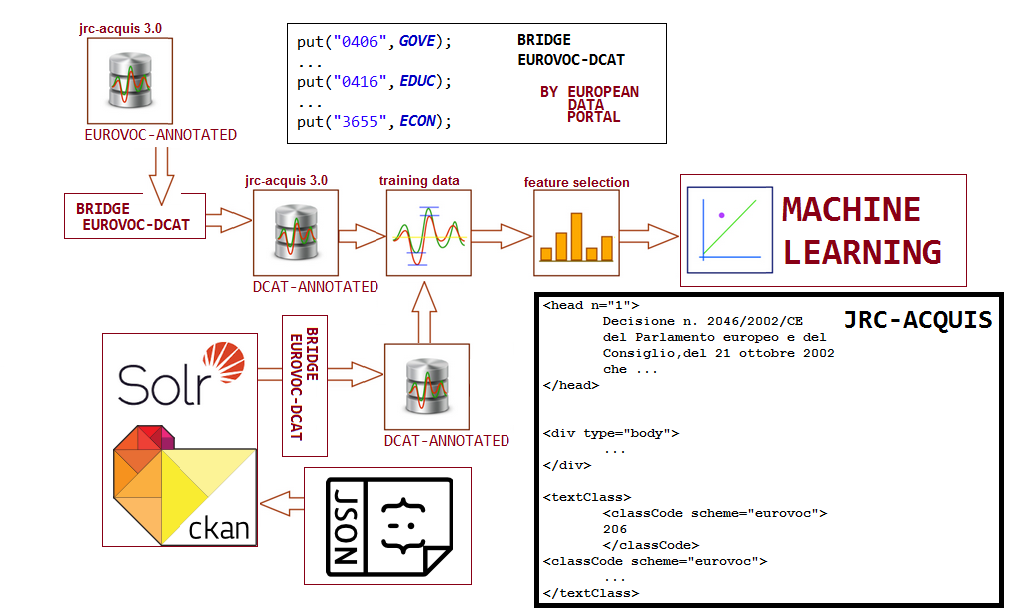 jrc-acquis 3.0
EUROVOC-ANNOTATED
put("0406",GOVE);
...
put("0416",EDUC);
...
put("3655",ECON);
BRIDGE
EUROVOC-DCAT
BY EUROPEAN
DATA
PORTAL
BRIDGE
EUROVOC-DCAT
jrc-acquis 3.0
DCAT-ANNOTATED
training data
feature selection
MACHINE
LEARNING
Solr
ckan
BRIDGE
EUROVOC-DCAT
DCAT-ANNOTATED
JSON
{-:}
JRC-ACQUIS
<head n="1">
Decisione n. 2046/2002/CE
del Parlamento europeo e del
Consiglio,del 21 ottobre 2002
che ...
</head>
<div type="body">
...
</div>
<textClass>
<classCode scheme="eurovoc">
206
</classCode>
<classCode scheme="eurovoc">
...
</textClass>